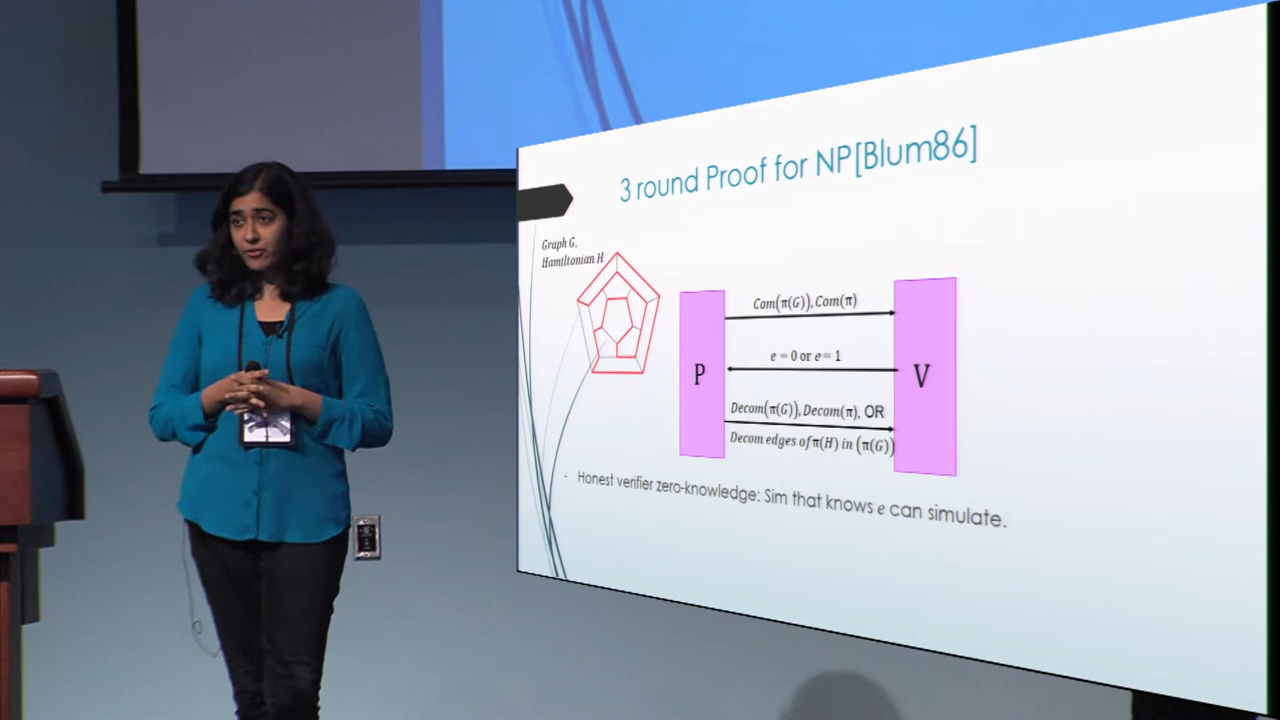 3 round Proof for NP[Blum86]
Graph G,
Hamiltonian H
Com(π(G)), Com(π)
e = 0 or e = 1
P
V
Decom(π(G)), Decom(π), OR
Decom edges of π(H) in (π(G))
- Honest verifier zero-knowledge: Sim that knows e can simulate.